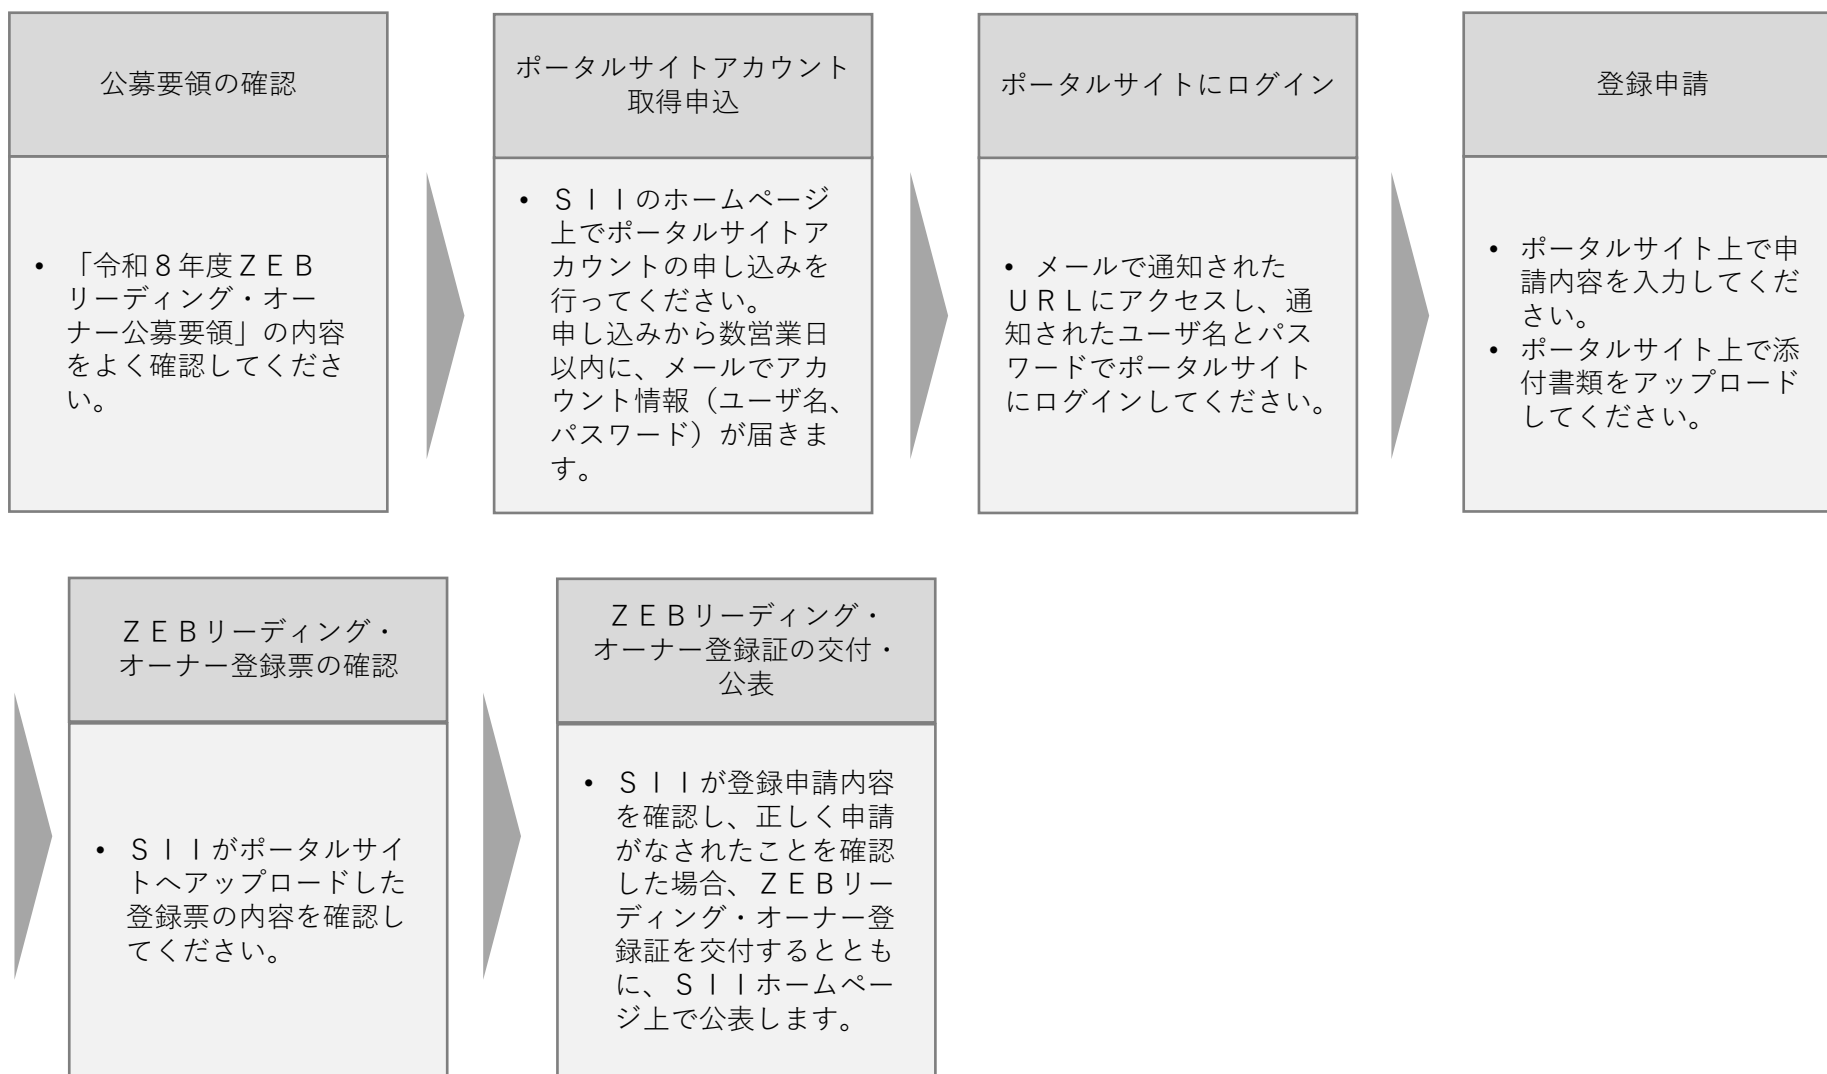 公募要領の確認
• 「令和８年度ＺＥＢ
リーディング・オー
ナー公募要領」の内容
をよく確認してくださ
い。
ポータルサイトアカウント
取得申込
• ＳＩＩのホームページ
上でポータルサイトア
カウントの申し込みを
行ってください。
申し込みから数営業日
以内に、メールでアカ
ウント情報（ユーザ名、
パスワード）が届きま
す。
ポータルサイトにログイン
• メールで通知された
ＵＲＬにアクセスし、通
知されたユーザ名とパス
ワードでポータルサイト
にログインしてください。
登録申請
• ポータルサイト上で申
請内容を入力してくだ
さい。
• ポータルサイト上で添
付書類をアップロード
してください。
ＺＥＢリーディング・
オーナー登録票の確認
• ＳＩＩがポータルサイ
トへアップロードした
登録票の内容を確認し
てください。
ＺＥＢリーディング・
オーナー登録証の交付・
公表
• ＳＩＩが登録申請内容
を確認し、正しく申請
がなされたことを確認
した場合、ＺＥＢリー
ディング・オーナー登
録証を交付するととも
に、ＳＩＩホームペー
ジ上で公表します。